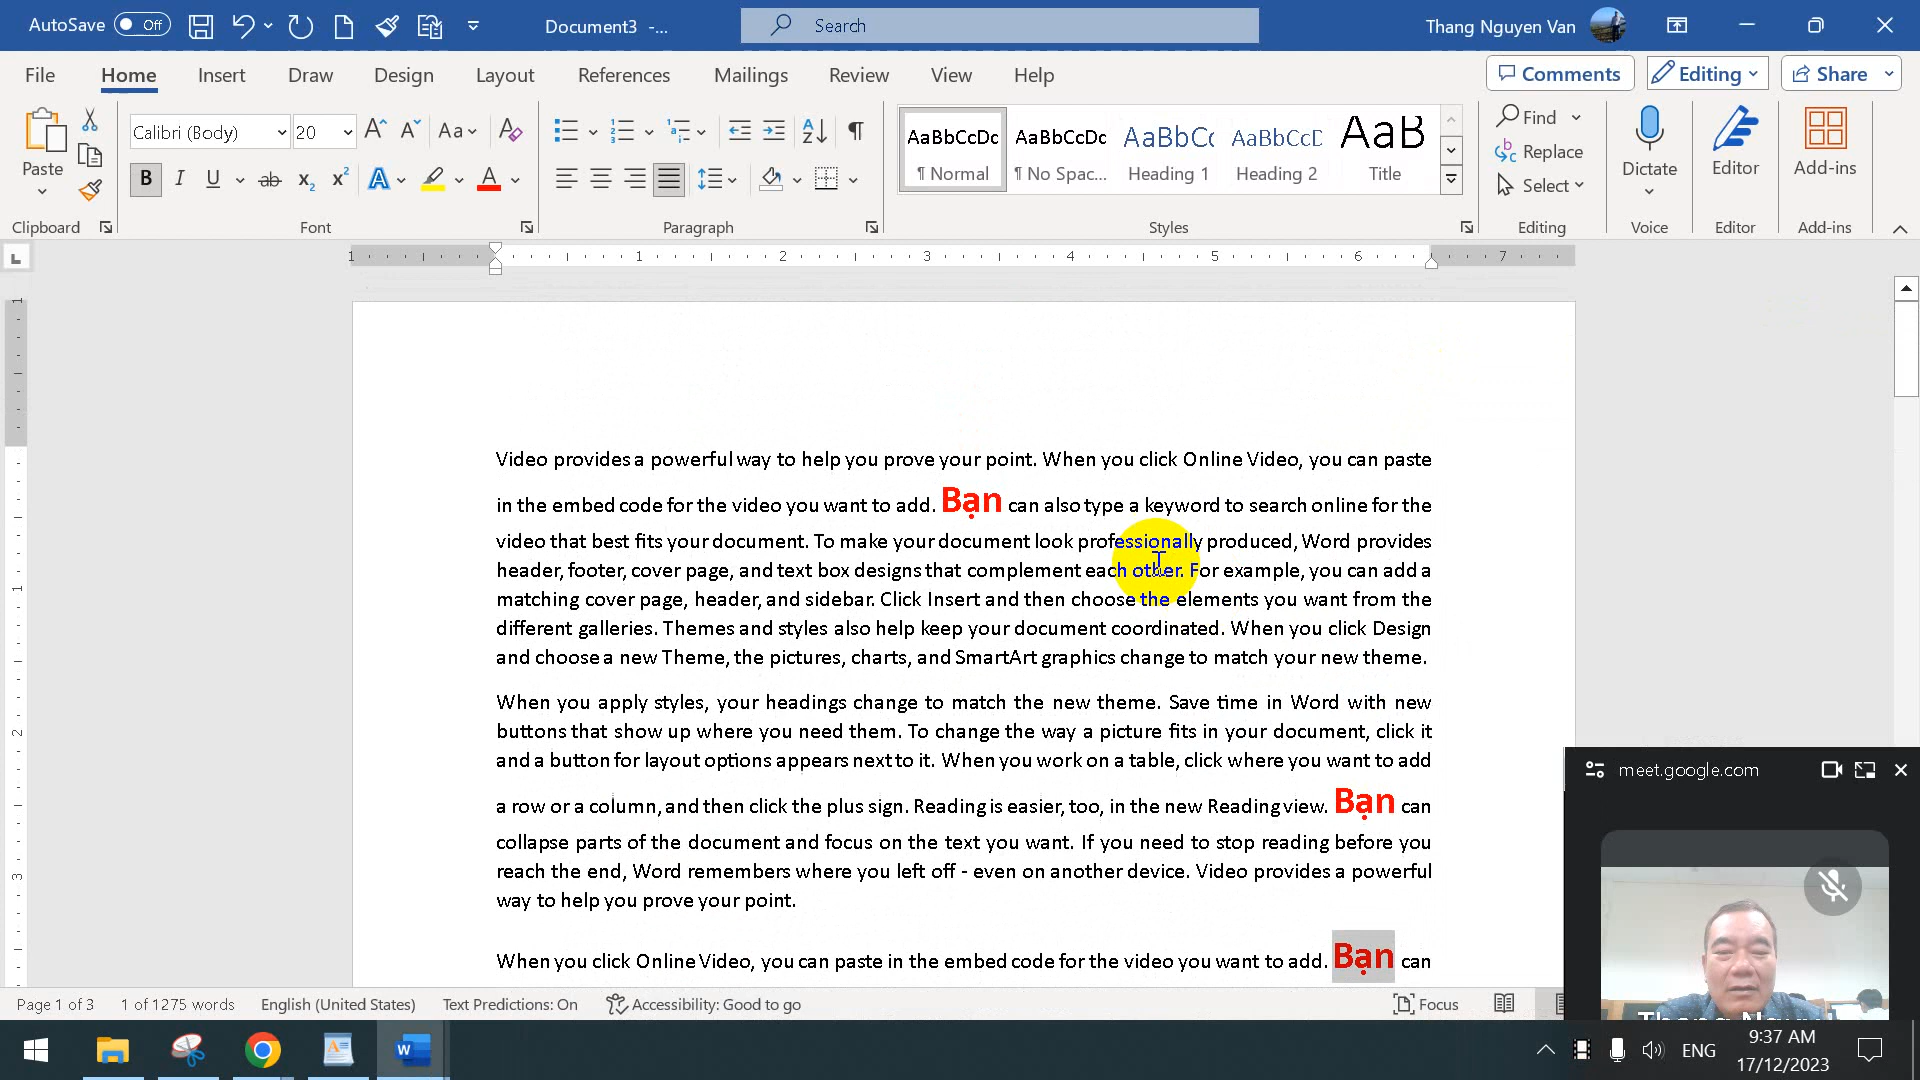 AutoSave Off Document3 -... Search Thang Nguyen Van
File Home Insert Draw Design Layout References Mailings Review View Help Comments Editing Share
Calibri (Body) 20 Aa AaBbCcDc AaBbCcDc AaBbCc AaBbCcD AaB Find
Paste ¶ Normal ¶ No Spac... Heading 1 Heading 2 Title Replace
B I U ab x₂ x² A A Select Dictate Editor Add-ins
Clipboard Font Paragraph Styles Editing Voice Editor Add-ins
1 1 2 3 4 5 6 7
Video provides a powerful way to help you prove your point. When you click Online Video, you can paste
in the embed code for the video you want to add. Bạn can also type a keyword to search online for the
video that best fits your document. To make your document look professionally produced, Word provides
header, footer, cover page, and text box designs that complement each other. For example, you can add a
matching cover page, header, and sidebar. Click Insert and then choose the elements you want from the
different galleries. Themes and styles also help keep your document coordinated. When you click Design
and choose a new Theme, the pictures, charts, and SmartArt graphics change to match your new theme.
When you apply styles, your headings change to match the new theme. Save time in Word with new
buttons that show up where you need them. To change the way a picture fits in your document, click it
and a button for layout options appears next to it. When you work on a table, click where you want to add
a row or a column, and then click the plus sign. Reading is easier, too, in the new Reading view. Bạn can
collapse parts of the document and focus on the text you want. If you need to stop reading before you
reach the end, Word remembers where you left off - even on another device. Video provides a powerful
way to help you prove your point.
When you click Online Video, you can paste in the embed code for the video you want to add. Bạn can
meet.google.com
Page 1 of 3 1 of 1275 words English (United States) Text Predictions: On Accessibility: Good to go Focus
ENG 9:37 AM
17/12/2023